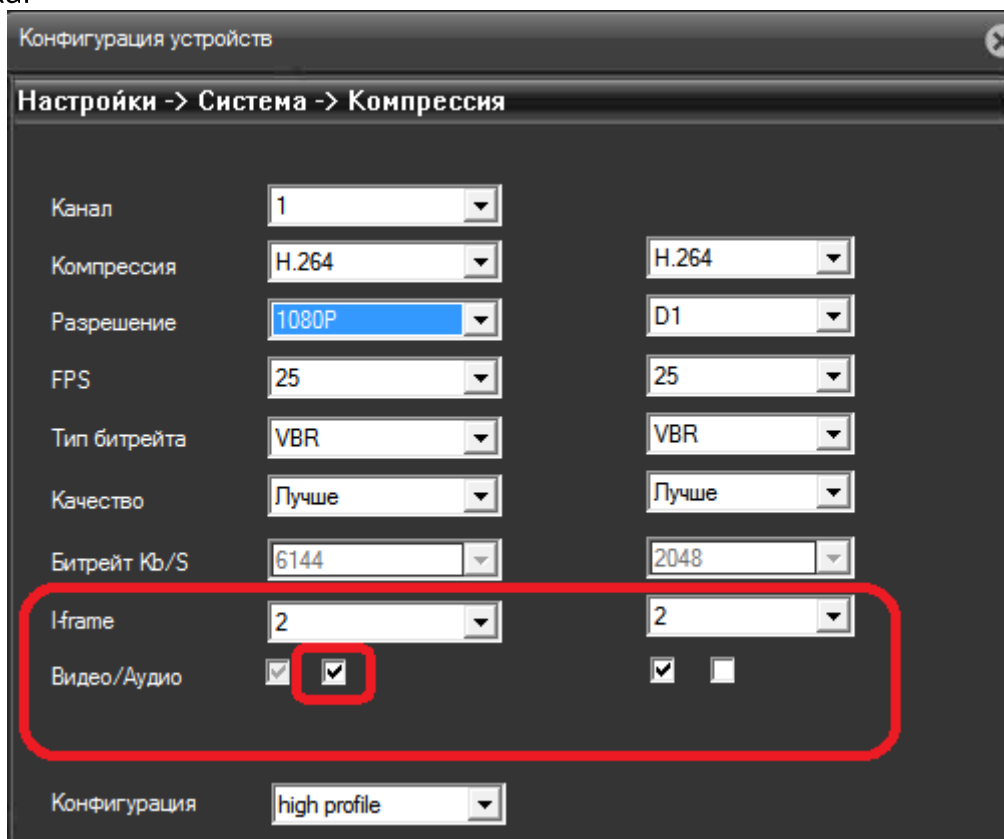 Конфигурация устройств
Настройки -> Система -> Компрессия
Канал 1
Компрессия H.264 H.264
Разрешение 1080P D1
FPS 25 25
Тип битрейта VBR VBR
Качество Лучше Лучше
Битрейт Kb/S 6144 2048
I-frame 2 2
Видео/Аудио
Конфигурация high profile